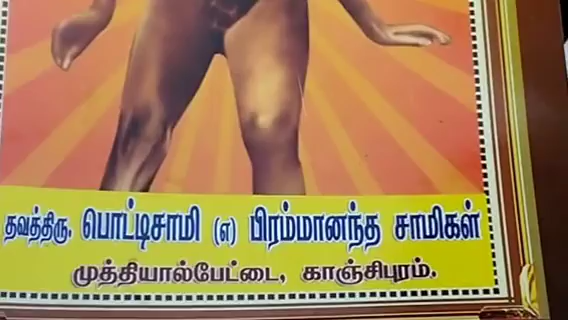 தவத்திரு. பொட்டிசாமி (எ) பிரம்மானந்த சாமிகள்
முத்தியால்பேட்டை, காஞ்சிபுரம்.